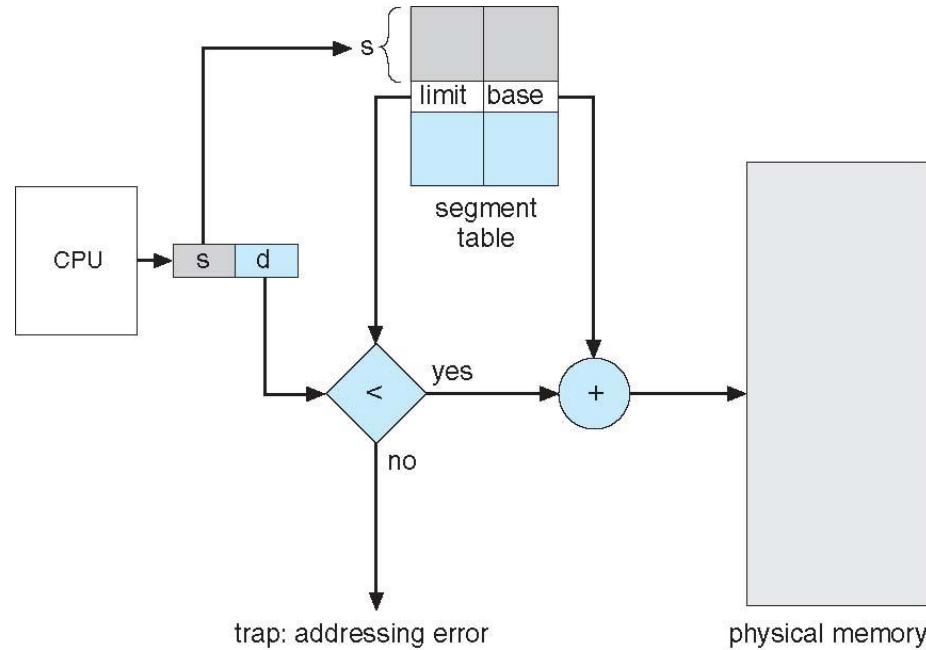 s
limit base
segment
table
CPU
s d
<
yes
+
no
trap: addressing error
physical memory